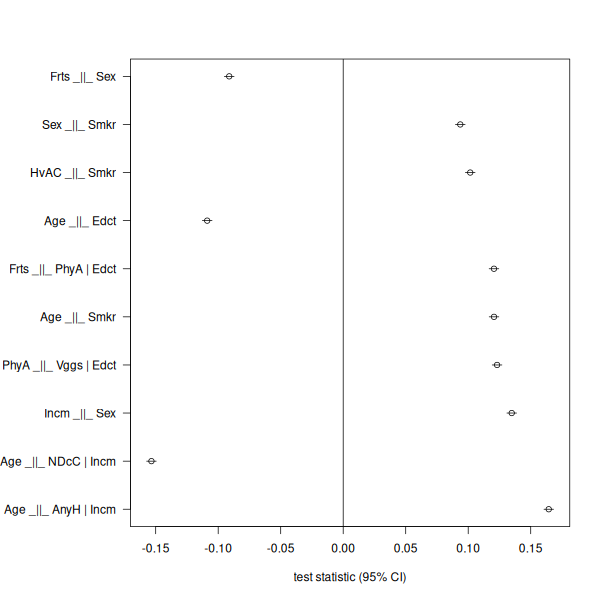 Frts _||_ Sex
Sex _||_ Smkr
HvAC _||_ Smkr
Age _||_ Edct
Frts _||_ PhyA | Edct
Age _||_ Smkr
PhyA _||_ Vggs | Edct
Incm _||_ Sex
Age _||_ NDcC | Incm
Age _||_ AnyH | Incm
-0.15 -0.10 -0.05 0.00 0.05 0.10 0.15
test statistic (95% CI)